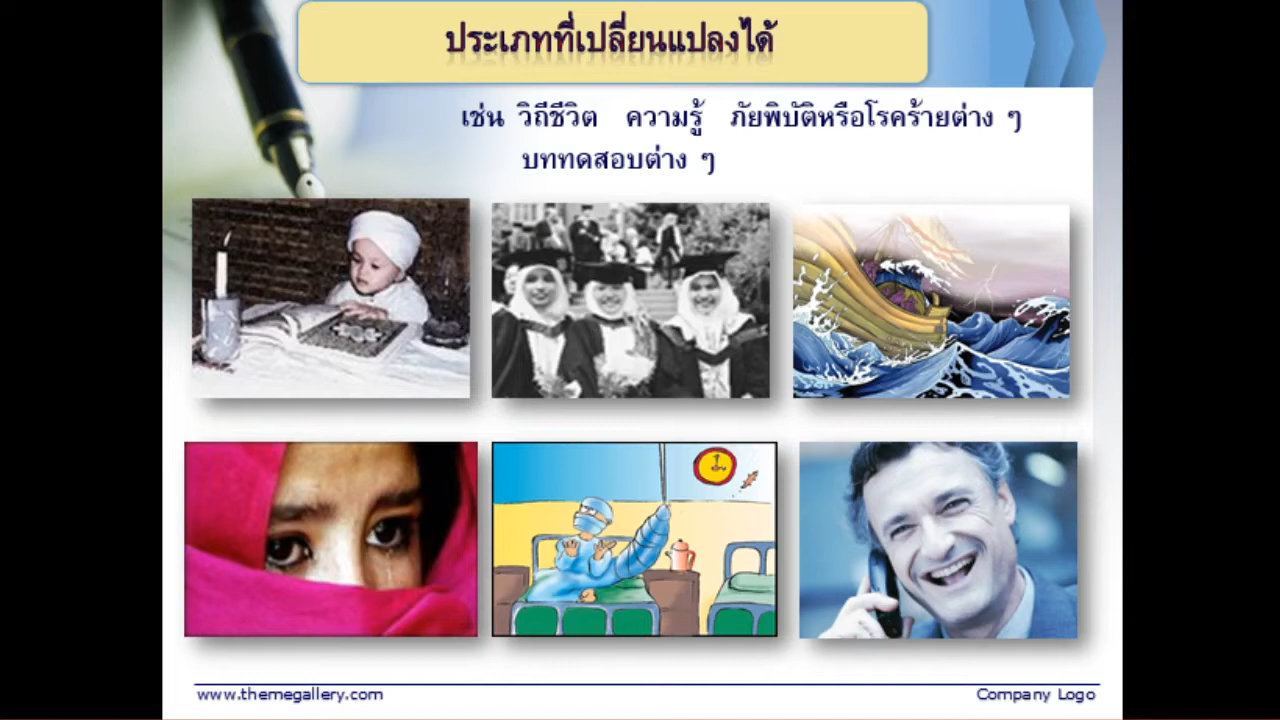 ประเภทที่เปลี่ยนแปลงได้
เช่น วิถีชีวิต ความรู้ ภัยพิบัติหรือโรคร้ายต่าง ๆ
บททดสอบต่าง ๆ
www.themegallery.com
Company Logo